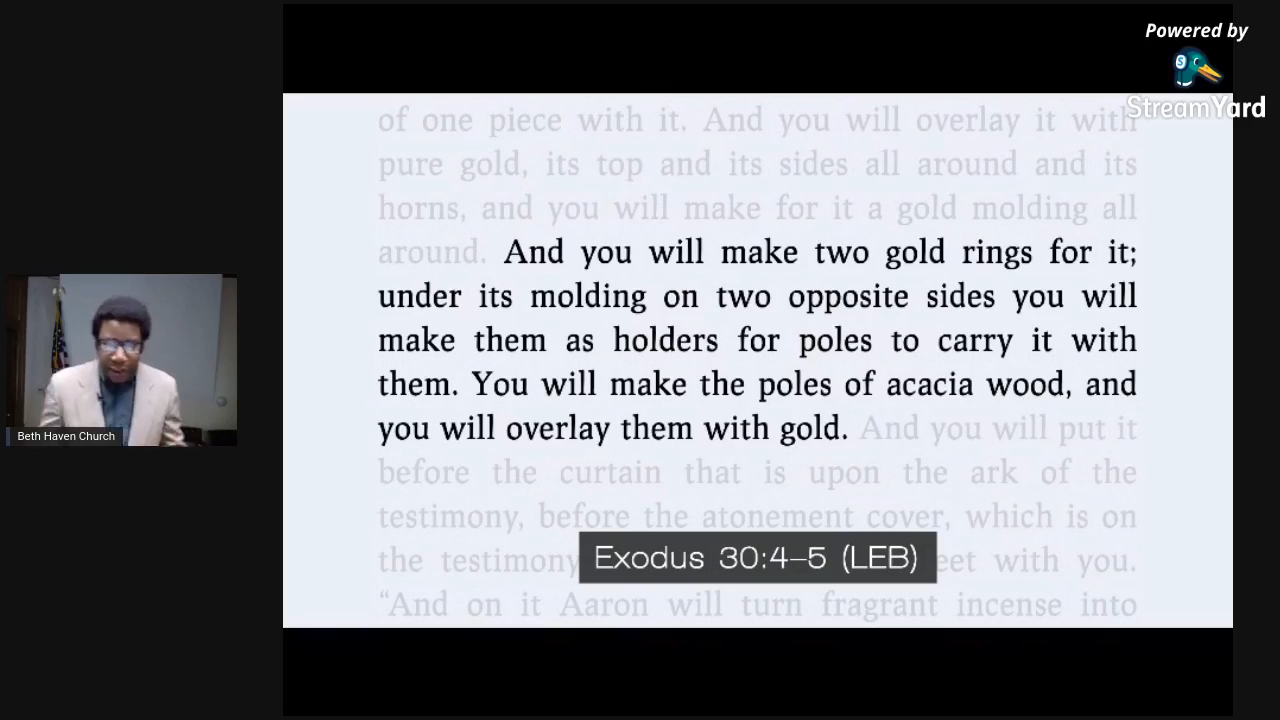 Powered by
StreamYard
of one piece with it. And you will overlay it with
pure gold, its top and its sides all around and its
horns, and you will make for it a gold molding all
around. And you will make two gold rings for it;
under its molding on two opposite sides you will
make them as holders for poles to carry it with
them. You will make the poles of acacia wood, and
you will overlay them with gold. And you will put it
before the curtain that is upon the ark of the
testimony, before the atonement cover, which is on
the testimony eet with you.
Exodus 30:4–5 (LEB)
“And on it Aaron will turn fragrant incense into
Beth Haven Church